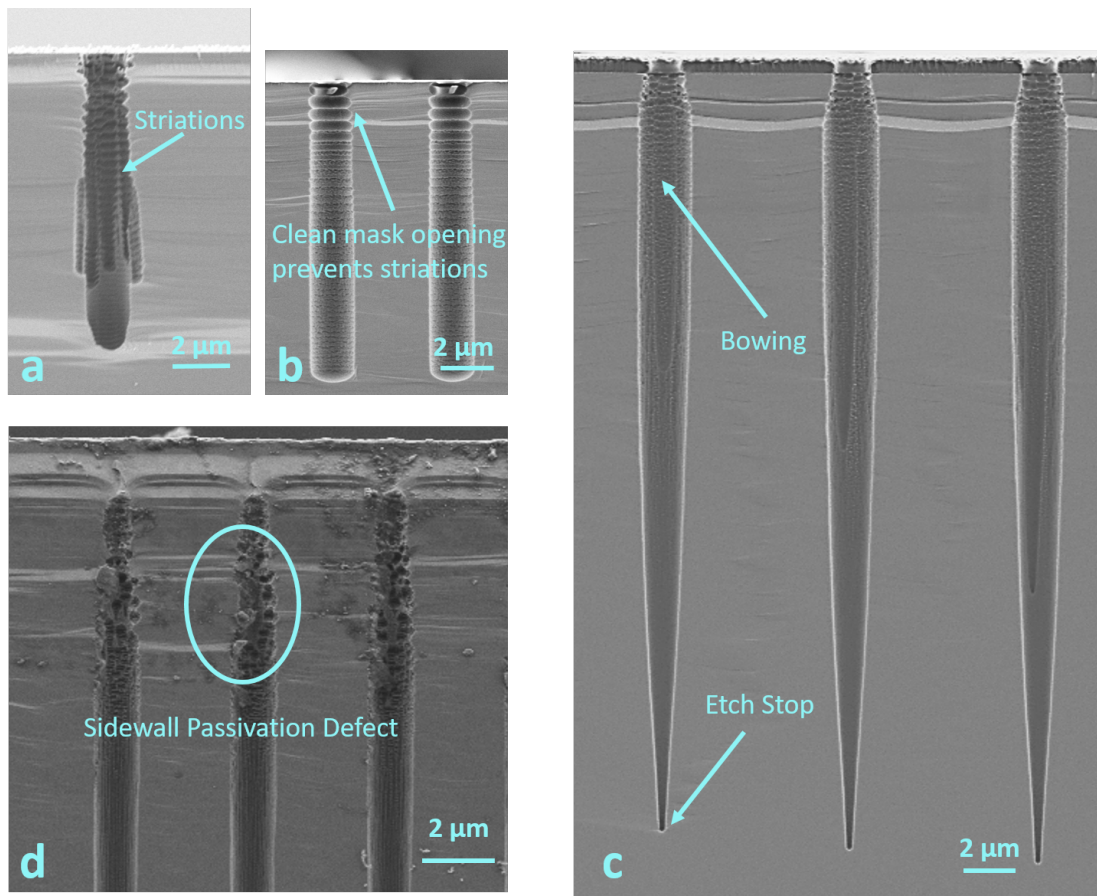 Striations
2 μm
a
Clean mask opening
prevents striations
2 μm
b
Bowing
Etch Stop
2 μm
c
Sidewall Passivation Defect
2 μm
d